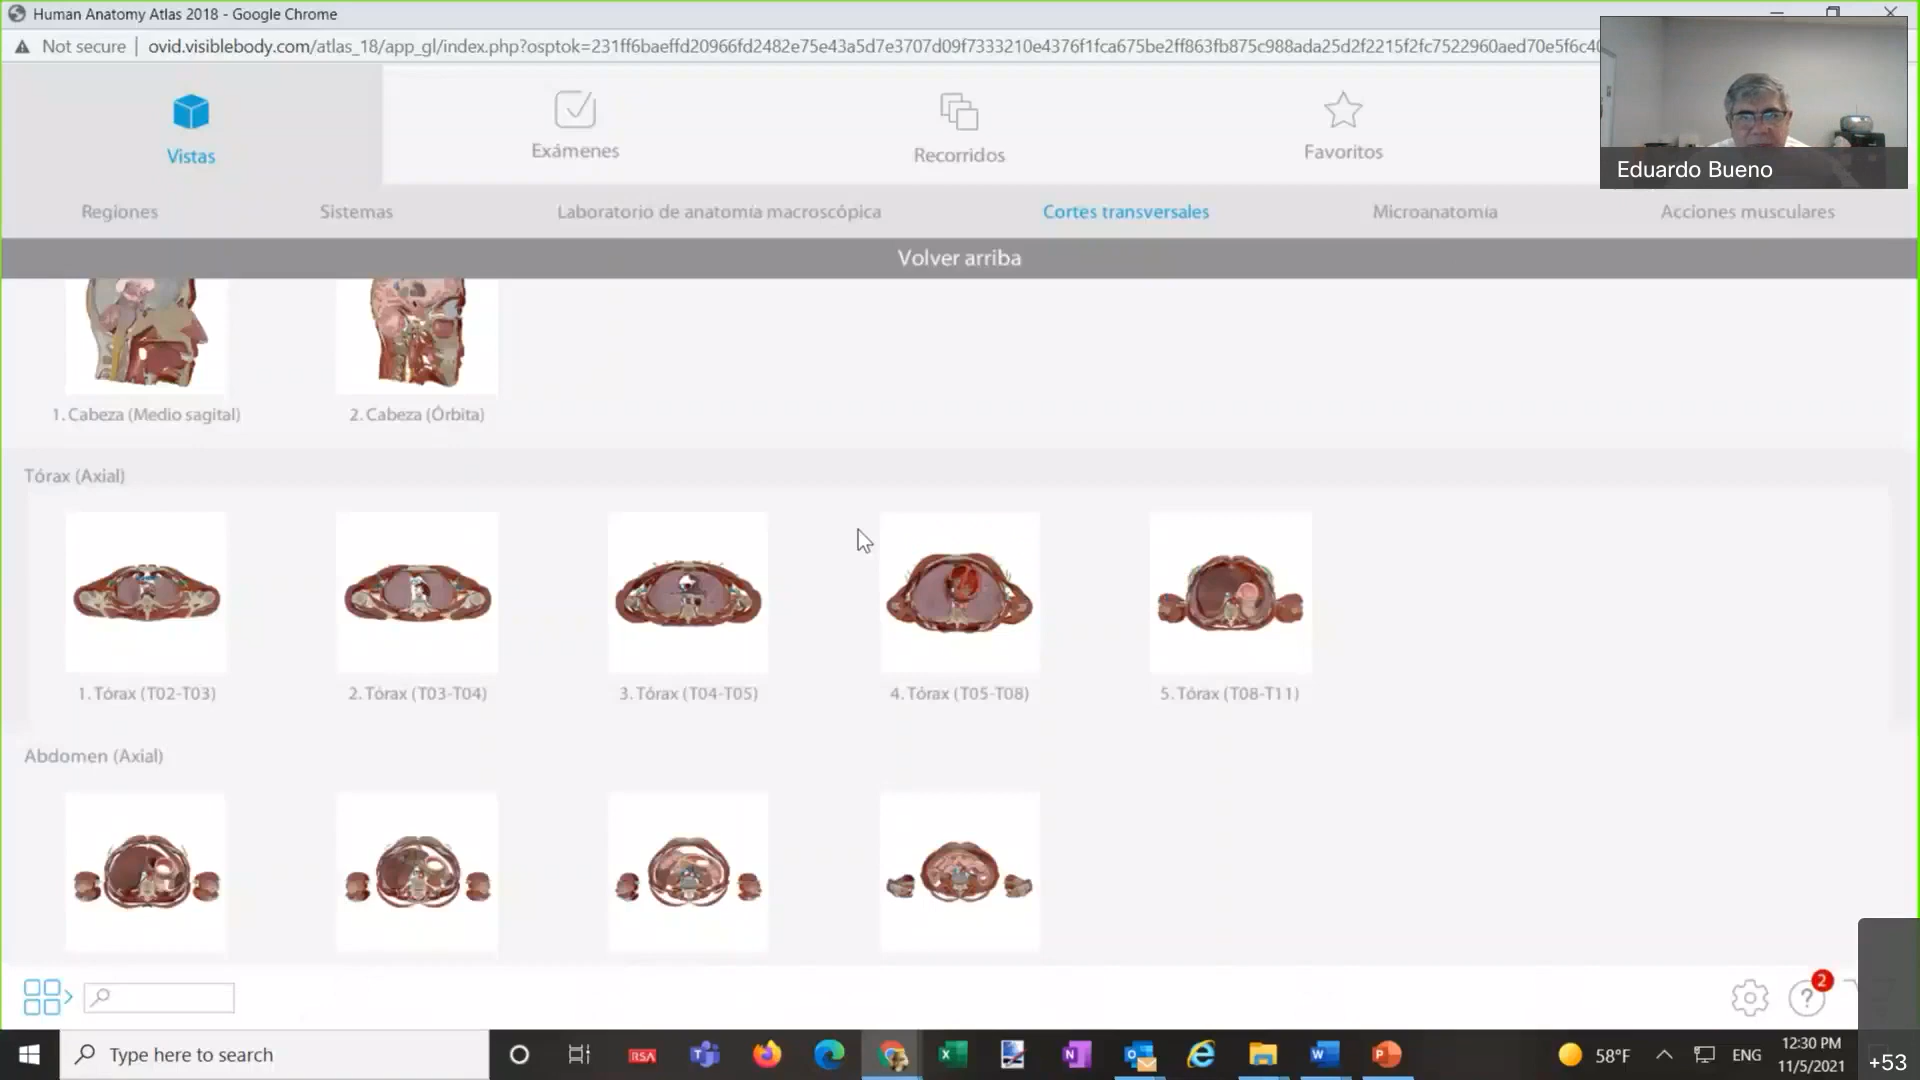 Human Anatomy Atlas 2018 - Google Chrome
Not secure | ovid.visiblebody.com/atlas_18/app_gl/index.php?osptok=231ff6baeffd20966fd2482e75e43a5d7e3707d09f7333210e4376f1fca675be2ff863fb875c988ada25d2f2215f2fc7522960aed70e5f6c40
Vistas
Exámenes
Recorridos
Favoritos
Eduardo Bueno
Regiones
Sistemas
Laboratorio de anatomía macroscópica
Cortes transversales
Microanatomía
Acciones musculares
Volver arriba
1. Cabeza (Medio sagital)
2. Cabeza (Órbita)
Tórax (Axial)
1. Tórax (T02-T03)
2. Tórax (T03-T04)
3. Tórax (T04-T05)
4. Tórax (T05-T08)
5. Tórax (T08-T11)
Abdomen (Axial)
2
Type here to search
RSA
58°F
ENG
12:30 PM
11/5/2021
+53